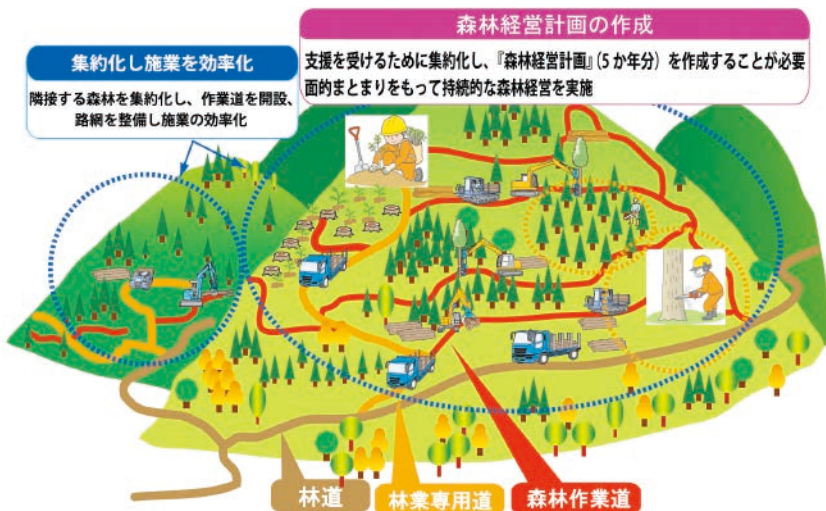 森林経営計画の作成
支援を受けるために集約化し、『森林経営計画』(5か年分)を作成することが必要
面的まとまりをもって持続的な森林経営を実施
集約化し施業を効率化
隣接する森林を集約化し、作業道を開設、
路網を整備し施業の効率化
林道
林業専用道
森林作業道